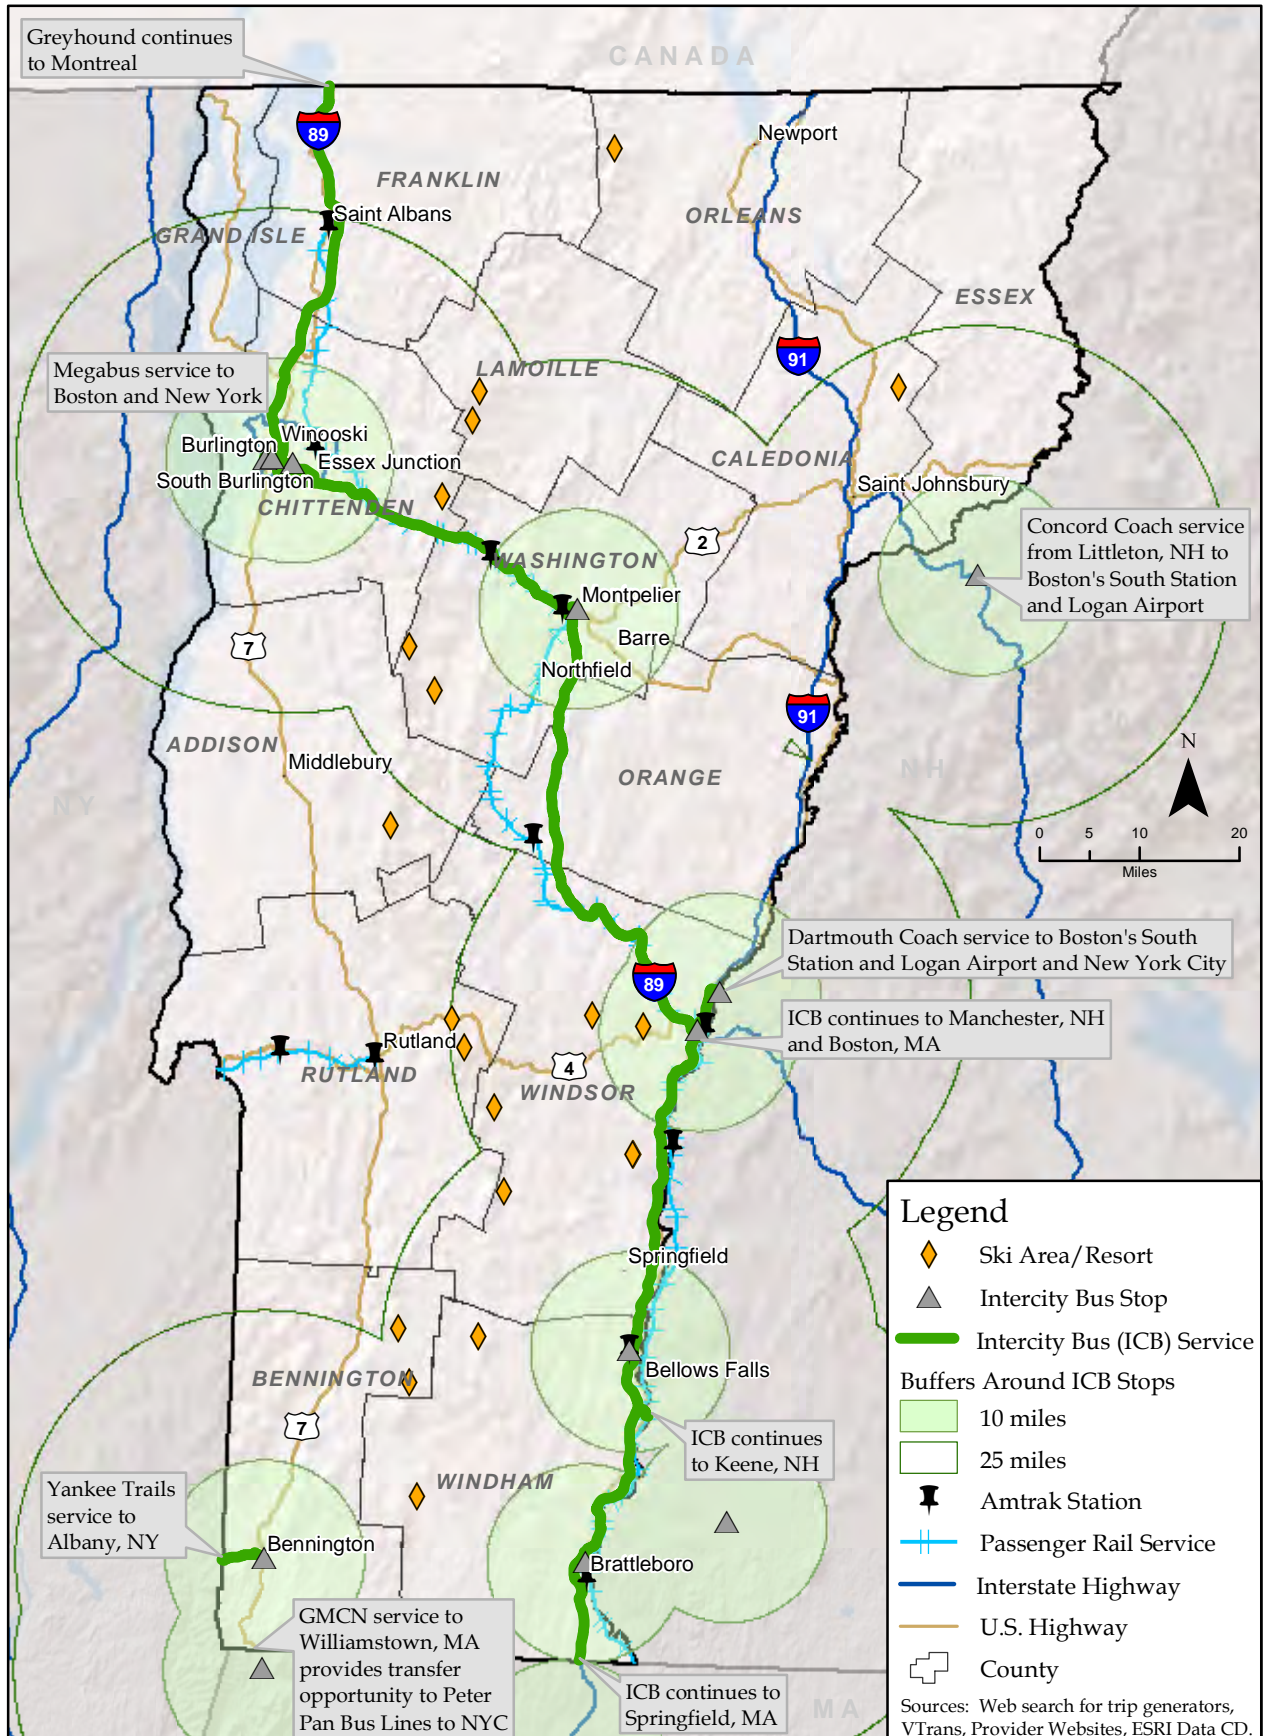 Greyhound continues
to Montreal
CANADA
89
Newport
FRANKLIN
Saint Albans
ORLEANS
GRAND ISLE
ESSEX
91
LAMOILLE
Megabus service to
Boston and New York
Winooski
Burlington
Essex Junction
South Burlington
CHITTENDEN
CALEDONIA
Saint Johnsbury
Concord Coach service
from Littleton, NH to
Boston's South Station
and Logan Airport
2
WASHINGTON
Montpelier
Barre
7
Northfield
91
ADDISON
Middlebury
ORANGE
NY
NH
N
0 5 10 20
Miles
Dartmouth Coach service to Boston's South
Station and Logan Airport and New York City
89
ICB continues to Manchester, NH
and Boston, MA
Rutland
RUTLAND
4
WINDSOR
Springfield
Bellows Falls
BENNINGTON
7
ICB continues
to Keene, NH
WINDHAM
Yankee Trails
service to
Albany, NY
Bennington
Brattleboro
GMCN service to
Williamstown, MA
provides transfer
opportunity to Peter
Pan Bus Lines to NYC
ICB continues to
Springfield, MA
MA
Legend
Ski Area/Resort
Intercity Bus Stop
Intercity Bus (ICB) Service
Buffers Around ICB Stops
10 miles
25 miles
Amtrak Station
Passenger Rail Service
Interstate Highway
U.S. Highway
County
Sources: Web search for trip generators,
VTrans, Provider Websites, ESRI Data CD.